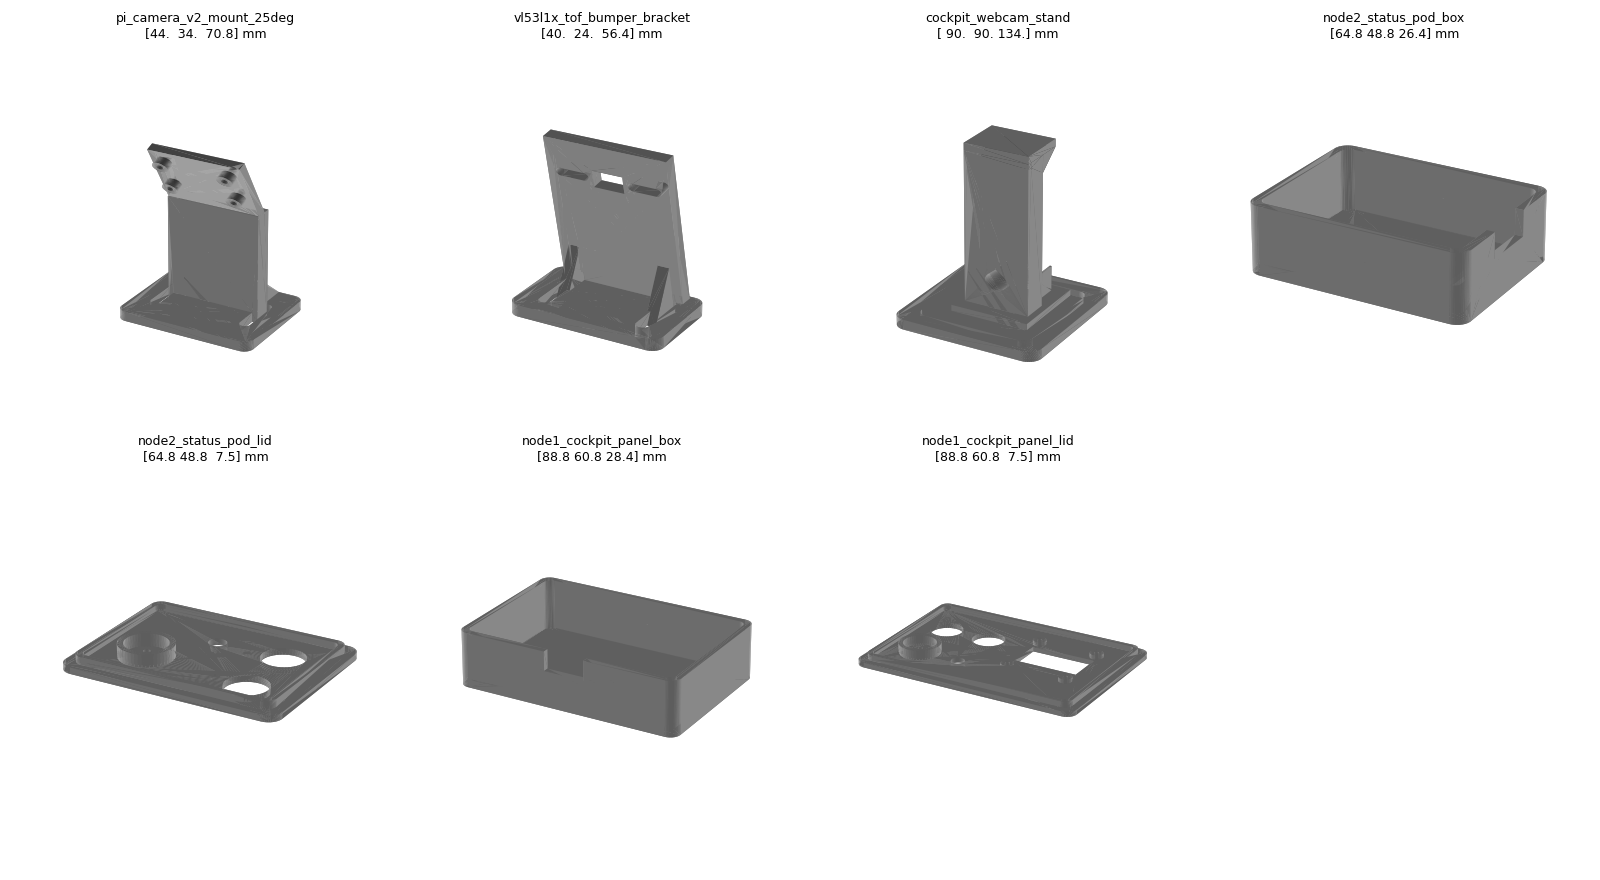 pi_camera_v2_mount_25deg
[44.  34.  70.8] mm
vl53l1x_tof_bumper_bracket
[40.  24.  56.4] mm
cockpit_webcam_stand
[ 90.  90. 134.] mm
node2_status_pod_box
[64.8 48.8 26.4] mm
node2_status_pod_lid
[64.8 48.8  7.5] mm
node1_cockpit_panel_box
[88.8 60.8 28.4] mm
node1_cockpit_panel_lid
[88.8 60.8  7.5] mm